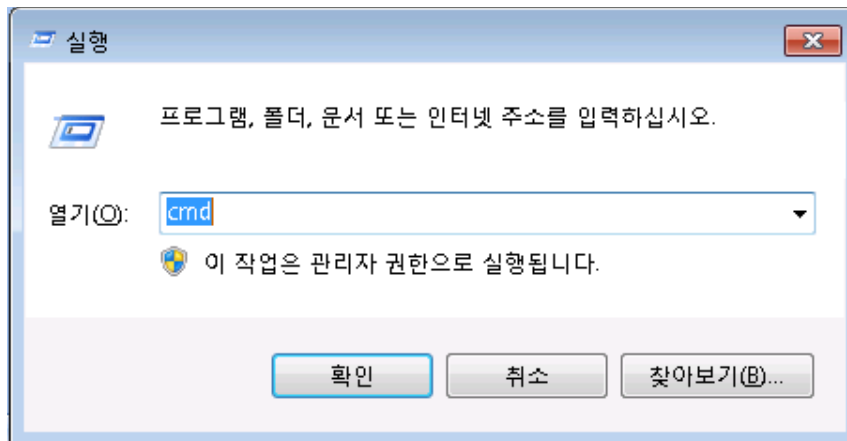 실행
프로그램, 폴더, 문서 또는 인터넷 주소를 입력하십시오.
열기(O): cmd
이 작업은 관리자 권한으로 실행됩니다.
확인 취소 찾아보기(B)...